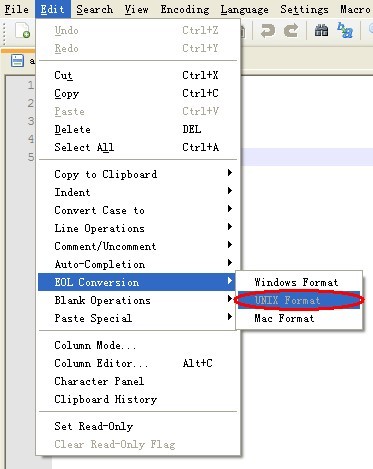 File Edit Search View Encoding Language Settings Macro
a
1
2
3
4
5
Undo Ctrl+Z
Redo Ctrl+Y
Cut Ctrl+X
Copy Ctrl+C
Paste Ctrl+V
Delete DEL
Select All Ctrl+A
Copy to Clipboard
Indent
Convert Case to
Line Operations
Comment/Uncomment
Auto-Completion
EOL Conversion
Windows Format
UNIX Format
Mac Format
Blank Operations
Paste Special
Column Mode...
Column Editor... Alt+C
Character Panel
Clipboard History
Set Read-Only
Clear Read-Only Flag